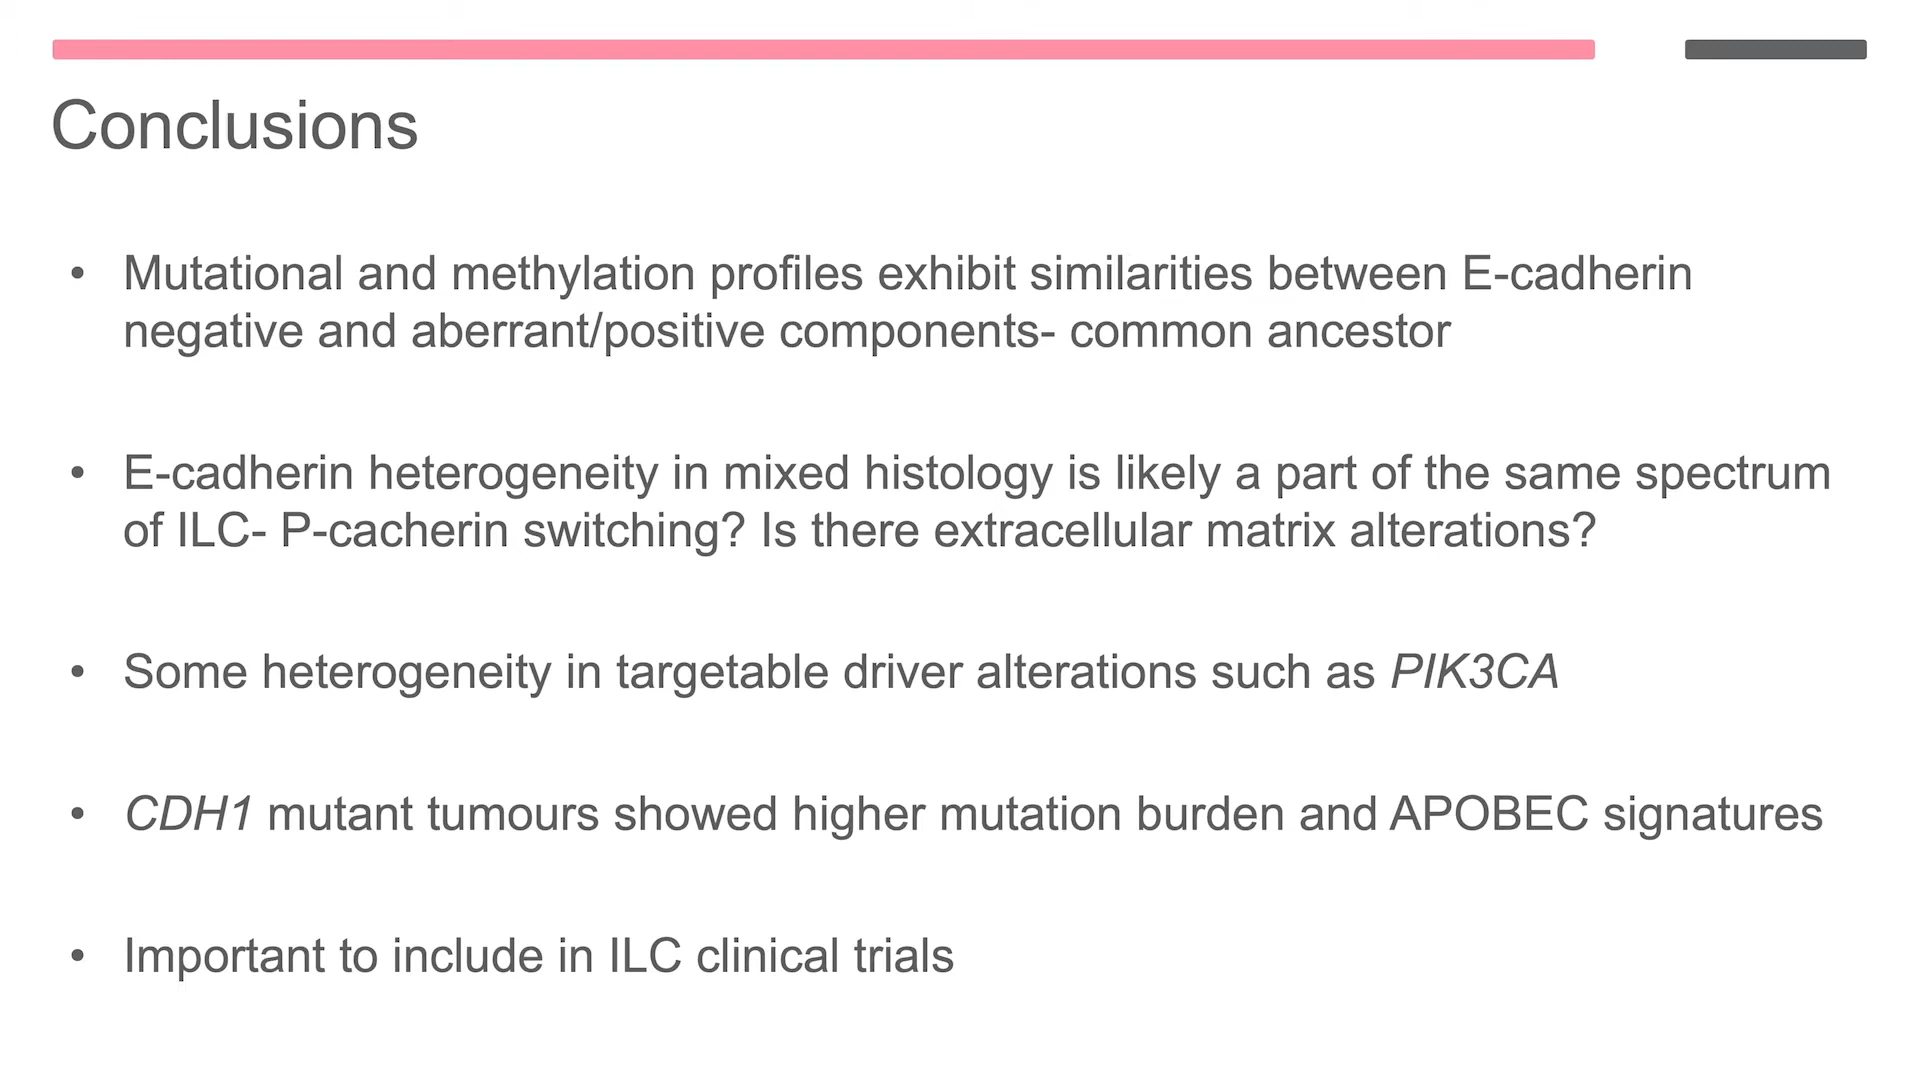 Conclusions
• Mutational and methylation profiles exhibit similarities between E-cadherin
negative and aberrant/positive components- common ancestor
• E-cadherin heterogeneity in mixed histology is likely a part of the same spectrum
of ILC- P-cacherin switching? Is there extracellular matrix alterations?
• Some heterogeneity in targetable driver alterations such as PIK3CA
• CDH1 mutant tumours showed higher mutation burden and APOBEC signatures
• Important to include in ILC clinical trials